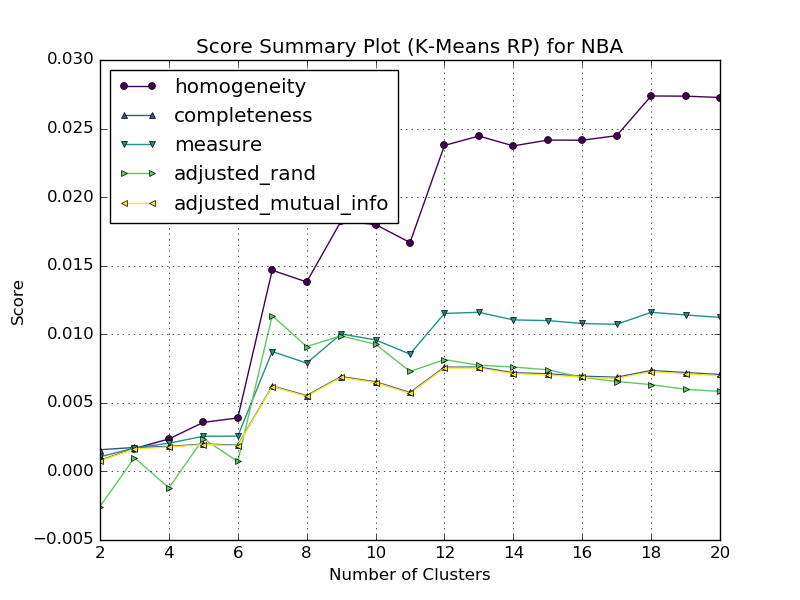 Score Summary Plot (K-Means RP) for NBA
0.030
0.025
0.020
0.015
0.010
0.005
0.000
−0.005
Score
homogeneity
completeness
measure
adjusted_rand
adjusted_mutual_info
2 4 6 8 10 12 14 16 18 20
Number of Clusters